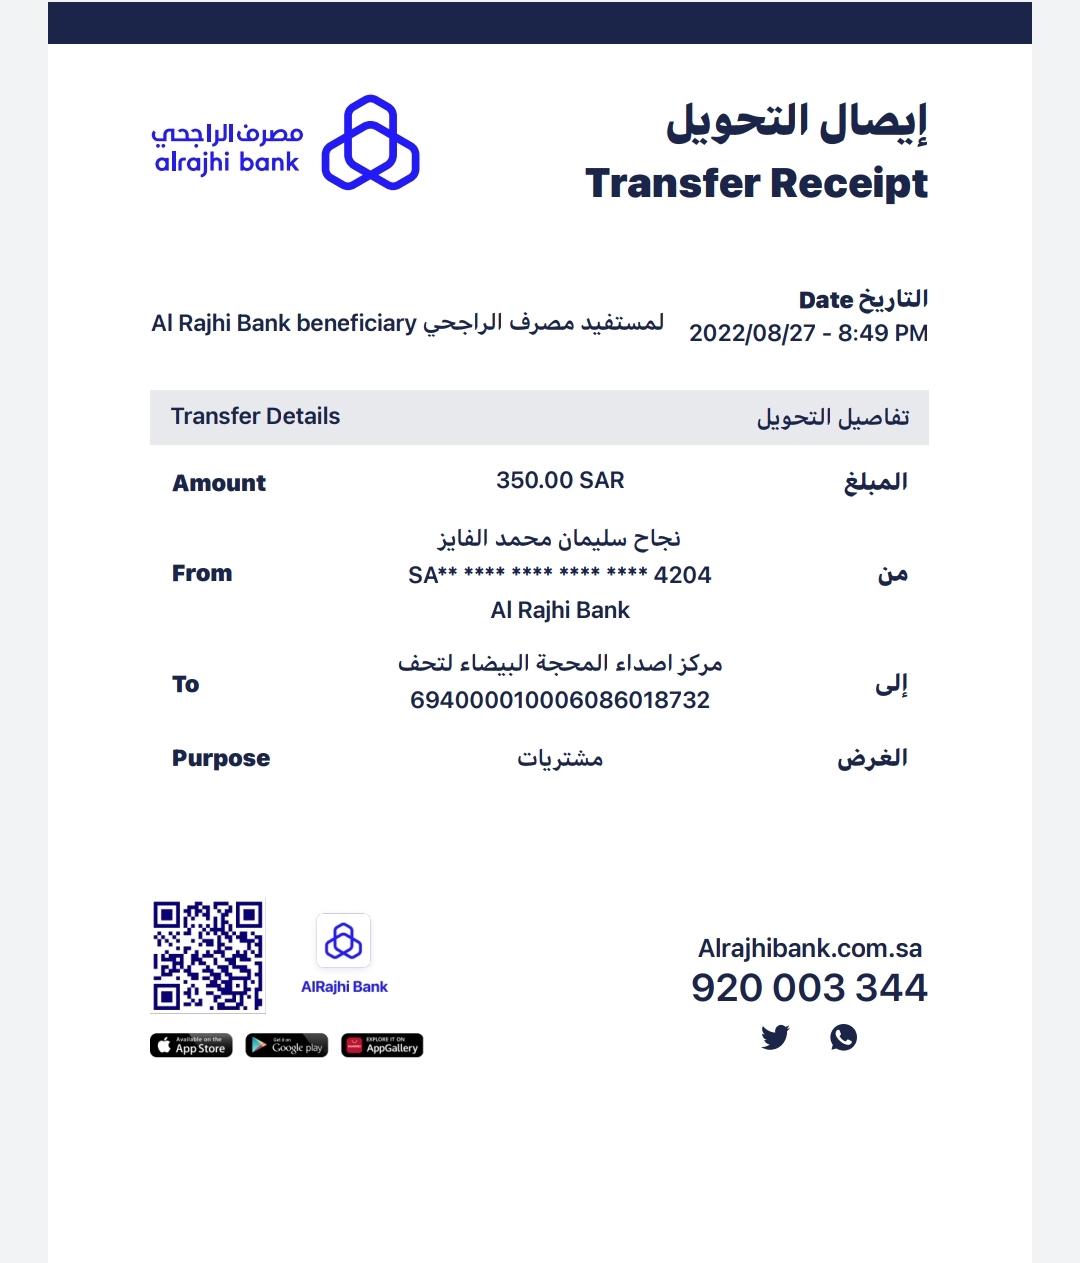 إيصال التحويل
Transfer Receipt
مصرف الراجحي
alrajhi bank
التاريخ Date
2022/08/27 - 8:49 PM
لمستفيد مصرف الراجحي Al Rajhi Bank beneficiary
Transfer Details تفاصيل التحويل
Amount 350.00 SAR المبلغ
نجاح سليمان محمد الفايز
From SA** **** **** **** **** 4204 من
Al Rajhi Bank
مركز اصداء المحجة البيضاء لتحف
To 694000010006086018732 إلى
Purpose مشتريات الغرض
AlRajhi Bank
Available on the
App Store
Get it on
Google play
EXPLORE IT ON
AppGallery
Alrajhibank.com.sa
920 003 344